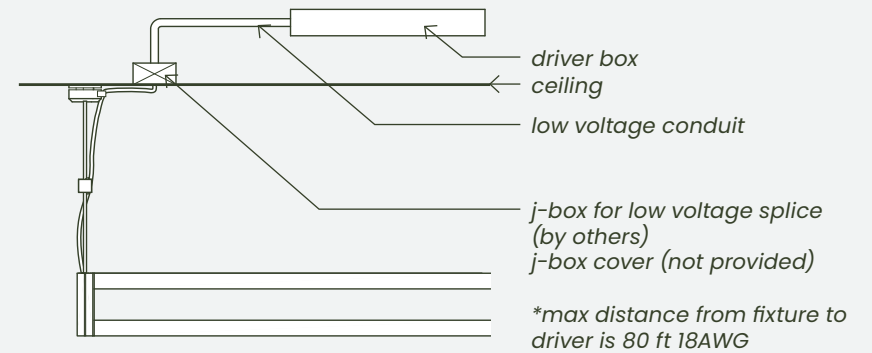 driver box
ceiling
low voltage conduit
j-box for low voltage splice
(by others)
j-box cover (not provided)
*max distance from fixture to
driver is 80 ft 18AWG